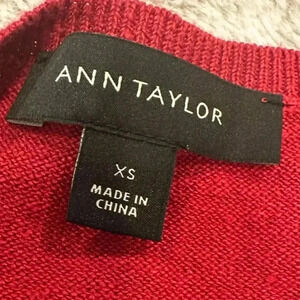 ANN TAYLOR
XS
MADE IN
CHINA